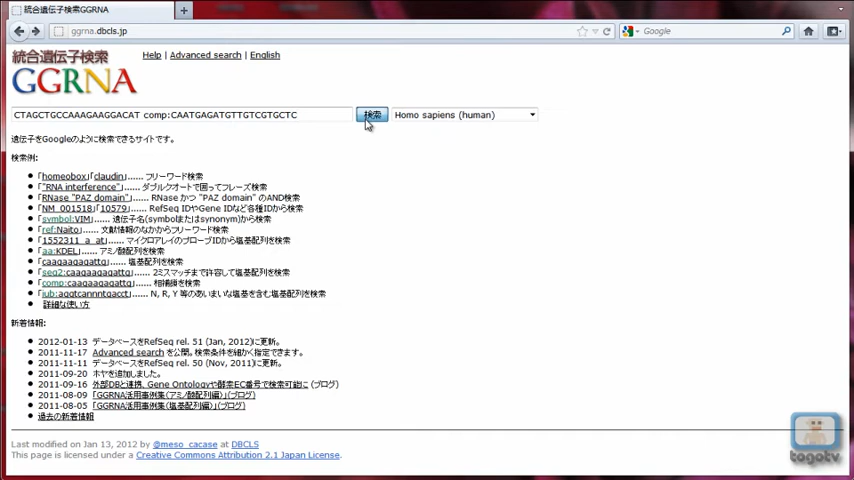 統合遺伝子検索GGRNA
ggrna.dbcls.jp
Google
統合遺伝子検索
GGRNA
Help | Advanced search | English
CTAGCTGCCAAAGAAGGACAT comp:CAATGAGATGTTGTCGTGCTC 検索 Homo sapiens (human)
遺伝子をGoogleのように検索できるサイトです。
検索例:
「homeobox」「claudin」...... フリーワード検索
「"RNA interference"」...... ダブルクオートで囲ってフレーズ検索
「RNase "PAZ domain"」...... RNaseかつ "PAZ domain" のAND検索
「NM_001518」「10579」...... RefSeq IDやGene IDなど各種IDから検索
「symbol:VIM」...... 遺伝子名(symbolまたはsynonym)から検索
「ref:Naito」...... 文献情報のなかからフリーワード検索
「1552311_a_at」...... マイクロアレイのプローブIDから塩基配列を検索
「aa:KDEL」...... アミノ酸配列を検索
「caagaagagattg」...... 塩基配列を検索
「seq2:caagaagagattg」...... 2ミスマッチまで許容して塩基配列を検索
「comp:caagaagagattg」...... 相補鎖を検索
「iub:aggtcannntgacct」...... N, R, Y 等のあいまいな塩基を含む塩基配列を検索
詳細な使い方
新着情報:
2012-01-13 データベースをRefSeq rel. 51 (Jan, 2012)に更新。
2011-11-17 Advanced search を公開。検索条件を細かく指定できます。
2011-11-11 データベースをRefSeq rel. 50 (Nov, 2011)に更新。
2011-09-20 ホヤを追加しました。
2011-09-16 外部DBと連携、Gene Ontologyや酵素EC番号で検索可能に (ブログ)
2011-08-09 「GGRNA活用事例集(アミノ酸配列編)」(ブログ)
2011-08-05 「GGRNA活用事例集(塩基配列編)」(ブログ)
過去の新着情報
Last modified on Jan 13, 2012 by @meso_cacase at DBCLS
This page is licensed under a Creative Commons Attribution 2.1 Japan License.
togotv